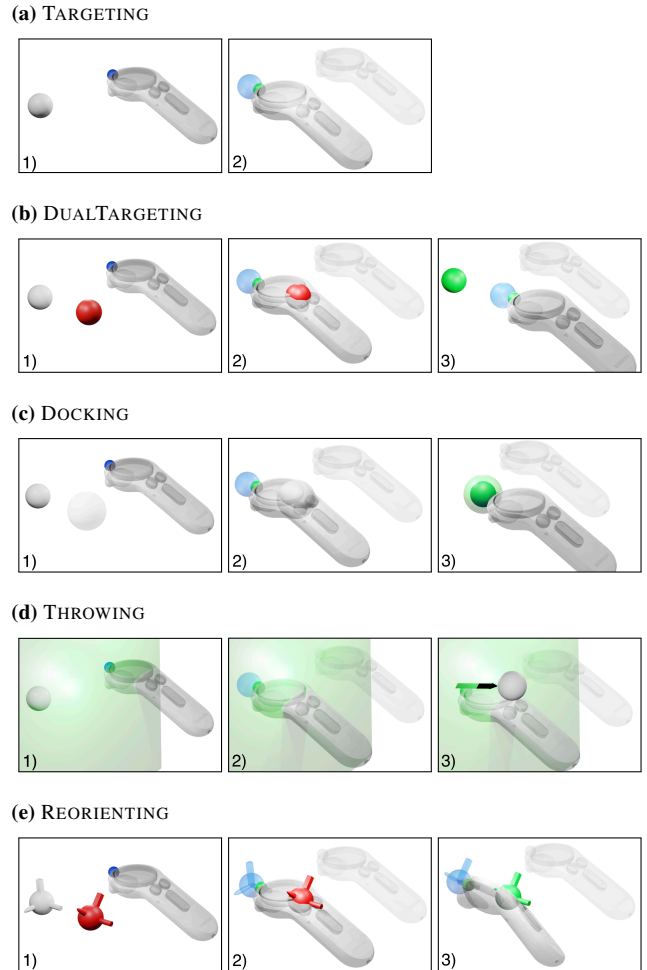 (a) TARGETING
1) 2)
(b) DUALTARGETING
1) 2) 3)
(c) DOCKING
1) 2) 3)
(d) THROWING
1) 2) 3)
(e) REORIENTING
1) 2) 3)